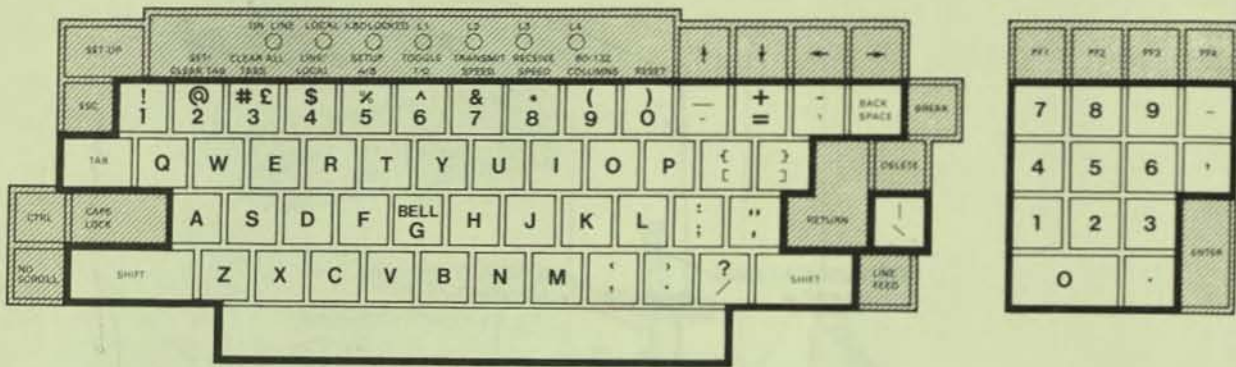 ON LINE LOCAL KBD LOCKED L1 L2 L3 L4
SET-UP SET/ CLEAR TAB CLEAR ALL TABS LINE/ LOCAL SETUP A/B TOGGLE 1/0 TRANSMIT SPEED RECEIVE SPEED 80/132 COLUMNS RESET ↑ ↓ ← → PF1 PF2 PF3 PF4
ESC ! 1 @ 2 # £ 3 $ 4 % 5 ^ 6 & 7 * 8 ( 9 ) 0 — - + = BACK SPACE BREAK 7 8 9 -
TAB Q W E R T Y U I O P { [ } ] DELETE 4 5 6 ,
CTRL CAPS LOCK A S D F BELL G H J K L : ; " ' RETURN | \ 1 2 3 ENTER
NO SCROLL SHIFT Z X C V B N M < , > . ? / SHIFT LINE FEED 0 .